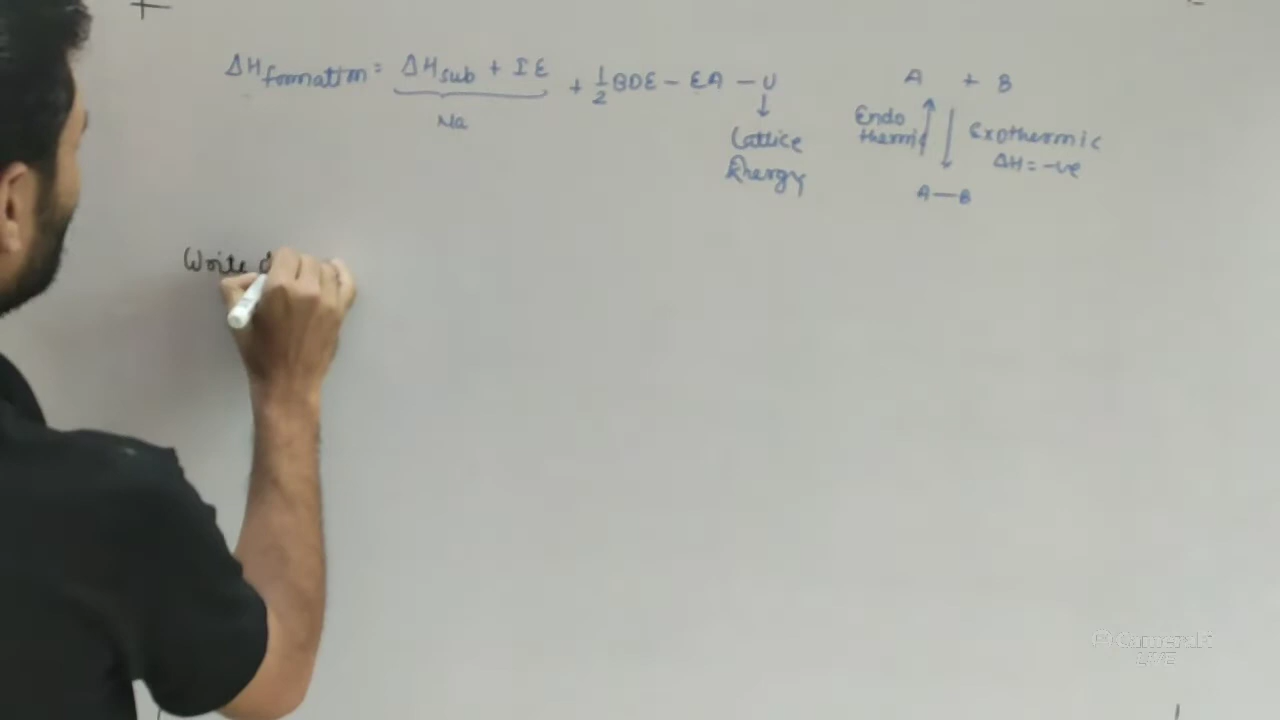 ΔH formation = ΔH sub + IE + 1/2 BDE - EA - U
Na
Lattice
Energy
A + B
Endo
thermic
Exothermic
ΔH = -ve
A—B
Write